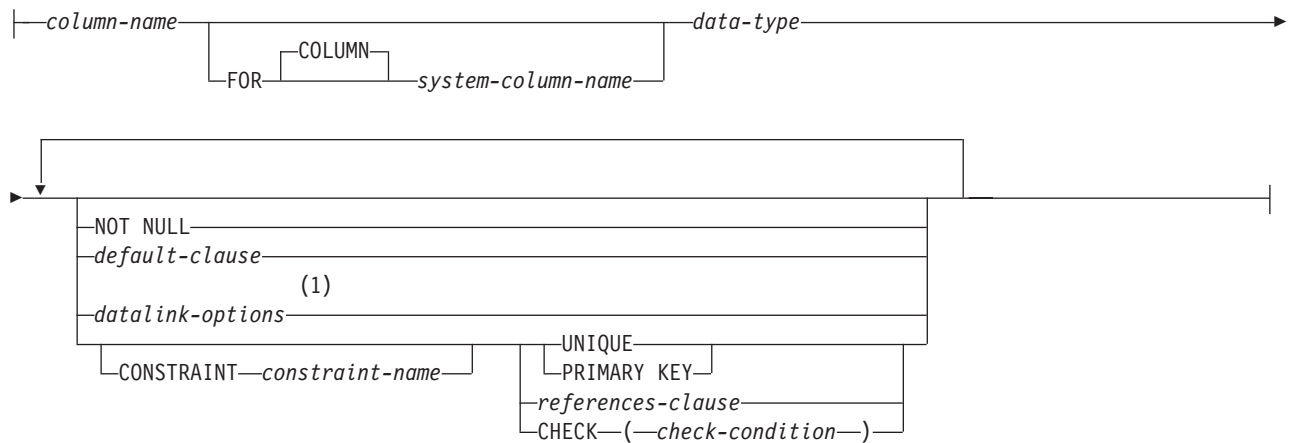 column-name data-type
COLUMN
FOR system-column-name
NOT NULL
default-clause
(1)
datalink-options
UNIQUE
CONSTRAINT constraint-name PRIMARY KEY
references-clause
CHECK ( check-condition )